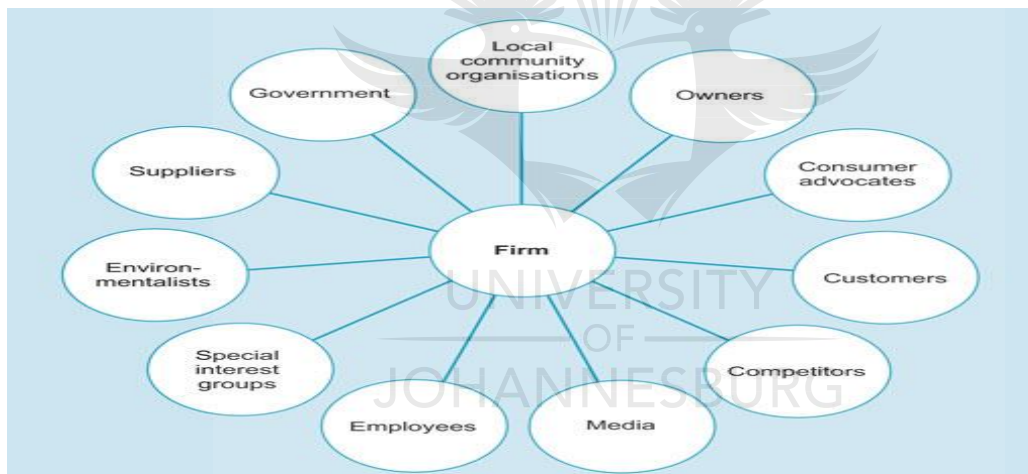 Local
community
organisations
Government
Owners
Suppliers
Consumer
advocates
Firm
Environ-
mentalists
Customers
UNIVERSITY
OF
JOHANNESBURG
Special
interest
groups
Competitors
Employees
Media